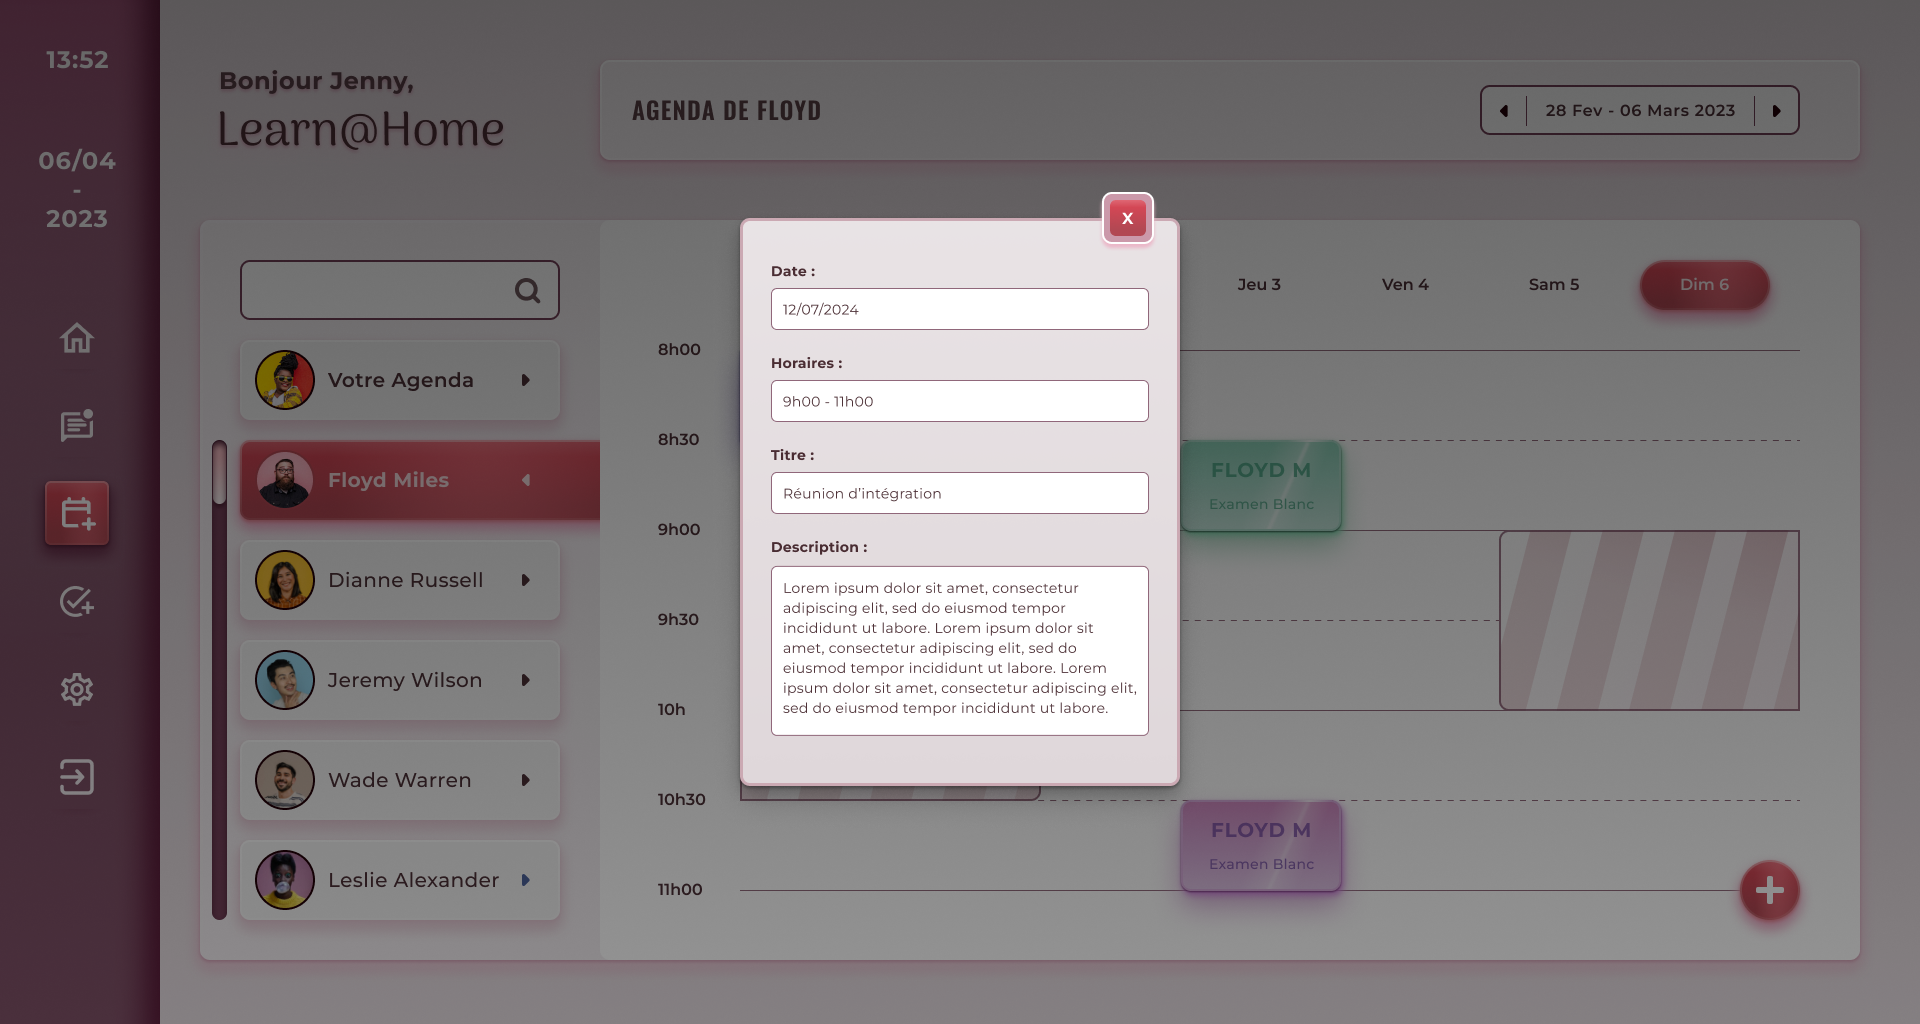 13:52
06/04
-
2023
Bonjour Jenny,
Learn@Home
AGENDA DE FLOYD
28 Fev - 06 Mars 2023
Votre Agenda
Floyd Miles
Dianne Russell
Jeremy Wilson
Wade Warren
Leslie Alexander
Jeu 3
Ven 4
Sam 5
Dim 6
8h00
8h30
9h00
9h30
10h
10h30
11h00
FLOYD M
Examen Blanc
FLOYD M
Examen Blanc
X
Date :
12/07/2024
Horaires :
9h00 - 11h00
Titre :
Réunion d’intégration
Description :
Lorem ipsum dolor sit amet, consectetur
adipiscing elit, sed do eiusmod tempor
incididunt ut labore. Lorem ipsum dolor sit
amet, consectetur adipiscing elit, sed do
eiusmod tempor incididunt ut labore. Lorem
ipsum dolor sit amet, consectetur adipiscing elit,
sed do eiusmod tempor incididunt ut labore.